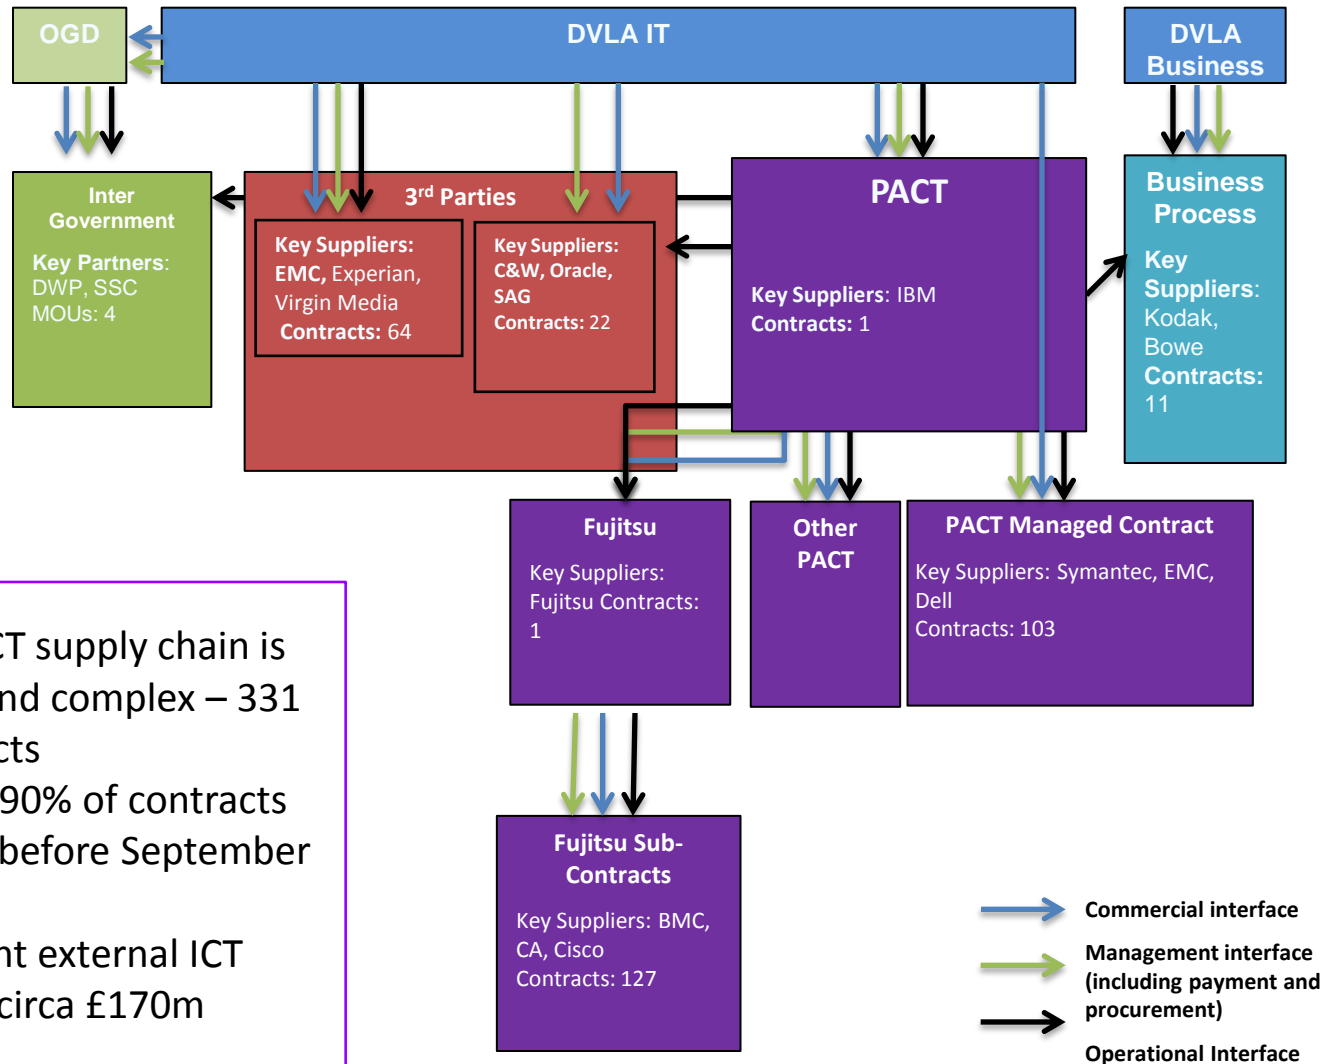 OGD
DVLA IT
DVLA
Business
Inter
Government
Key Partners:
DWP, SSC
MOUs: 4
3rd Parties
Key Suppliers:
EMC, Experian,
Virgin Media
Contracts: 64
Key Suppliers:
C&W, Oracle,
SAG
Contracts: 22
PACT
Key Suppliers: IBM
Contracts: 1
Business
Process
Key
Suppliers:
Kodak,
Bowe
Contracts:
11
Fujitsu
Key Suppliers:
Fujitsu Contracts:
1
Other
PACT
PACT Managed Contract
Key Suppliers: Symantec, EMC,
Dell
Contracts: 103
CT supply chain is
nd complex – 331
cts
90% of contracts
before September
nt external ICT
circa £170m
Fujitsu Sub-
Contracts
Key Suppliers: BMC,
CA, Cisco
Contracts: 127
Commercial interface
Management interface
(including payment and
procurement)
Operational Interface